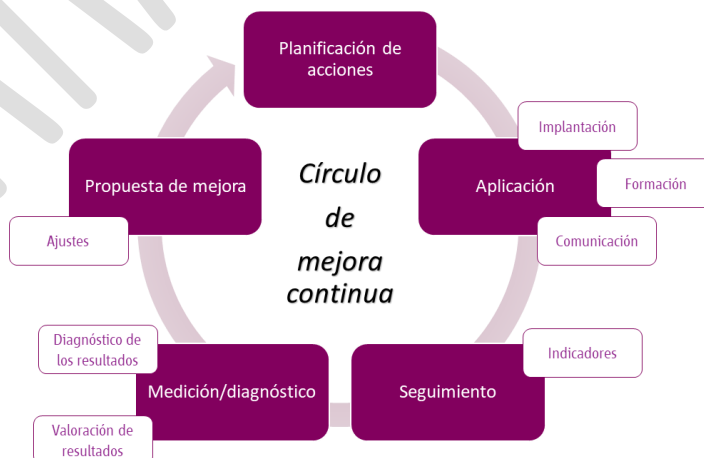 Planificación de
acciones
Implantación
Aplicación
Formación
Comunicación
Indicadores
Seguimiento
Medición/diagnóstico
Diagnóstico de
los resultados
Valoración de
resultados
Propuesta de mejora
Ajustes
Círculo
de
mejora
continua